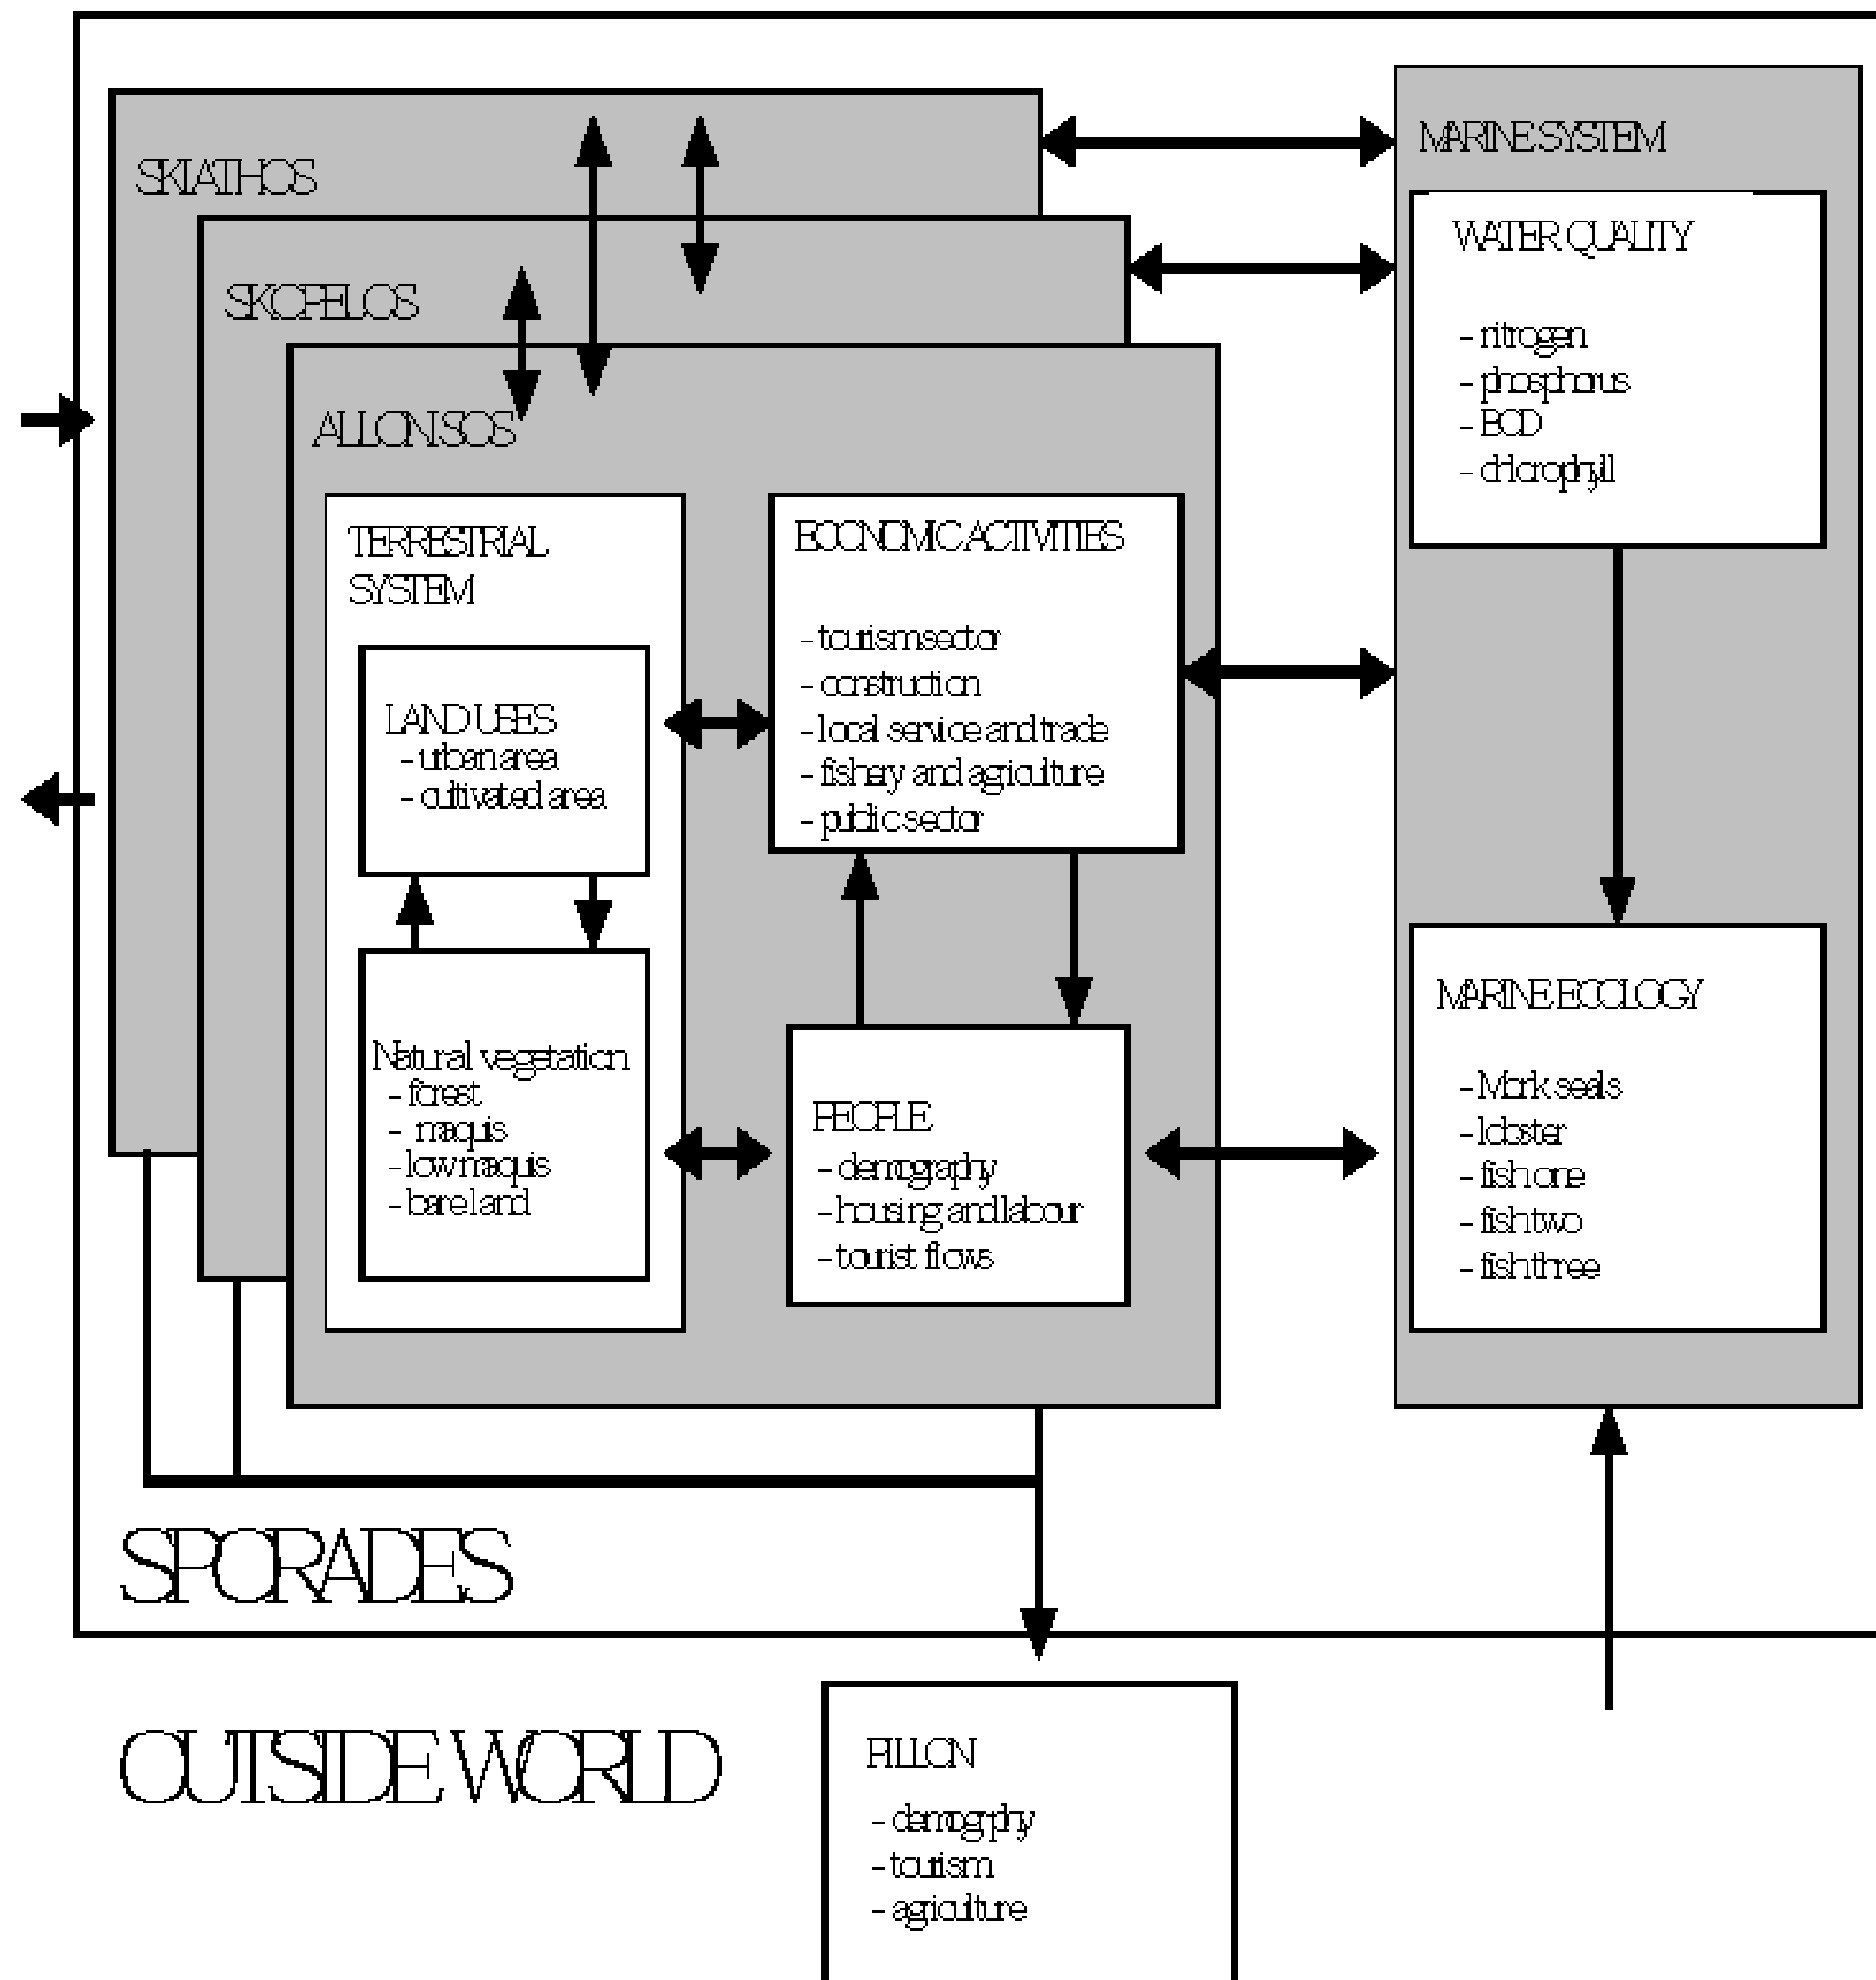 SKIATHOS
SKOPELOS
ALLONISOS
TERRESTRIAL
SYSTEM
LAND USES
- urban area
- cultivated area
Natural vegetation
- forest
- maquis
- low maquis
- bare land
ECONOMIC ACTIVITIES
- tourism sector
- construction
- local service and trade
- fishery and agriculture
- public sector
PEOPLE
- demography
- housing and labour
- tourist flows
MARINE SYSTEM
WATER QUALITY
- nitrogen
- phosphorus
- BOD
- chlorophyll
MARINE ECOLOGY
- Monk seals
- lobster
- fish one
- fish two
- fish three
SPORADES
OUTSIDE WORLD
PILLON
- demogrphy
- tourism
- agriculture